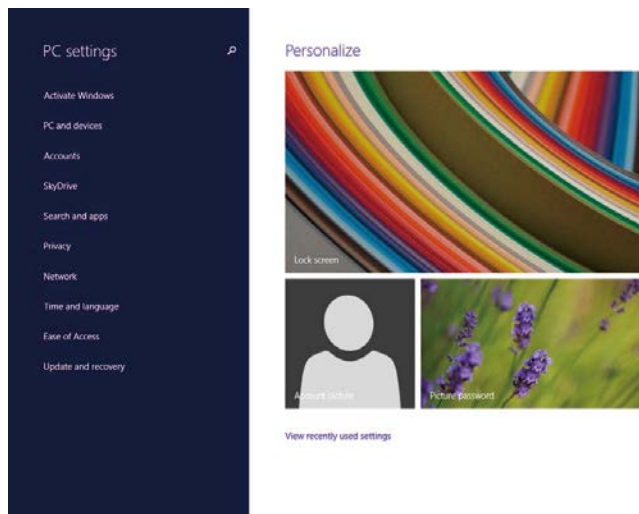 PC settings
Activate Windows
PC and devices
Accounts
SkyDrive
Search and apps
Privacy
Network
Time and language
Ease of Access
Update and recovery
Personalize
Lock screen
Account picture
Picture password
View recently used settings